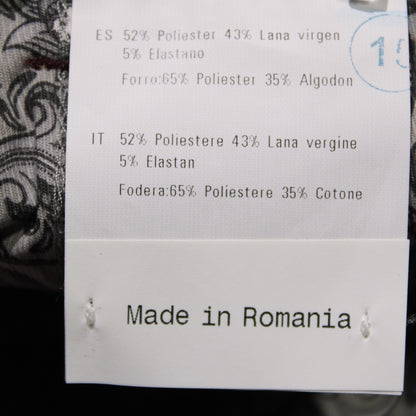 ES 52% Poliester 43% Lana virgen
5% Elastano
Forro:65% Poliester 35% Algodon
IT 52% Poliestere 43% Lana vergine
5% Elastan
Fodera:65% Poliestere 35% Cotone
Made in Romania